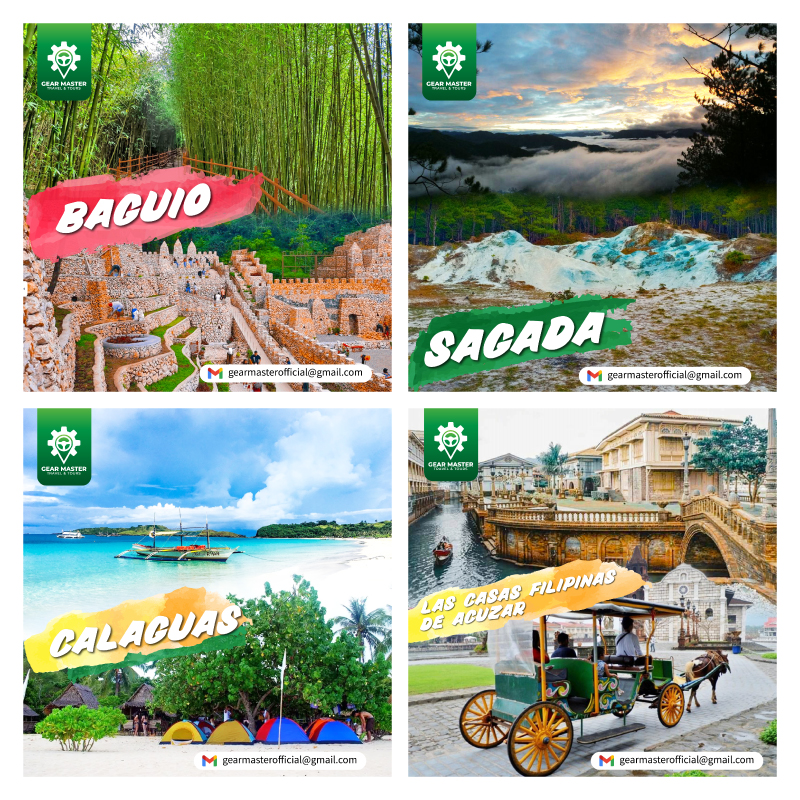 GEAR MASTER
TRAVEL & TOURS
BAGUIO
gearmasterofficial@gmail.com
GEAR MASTER
TRAVEL & TOURS
SAGADA
gearmasterofficial@gmail.com
GEAR MASTER
TRAVEL & TOURS
CALAGUAS
gearmasterofficial@gmail.com
GEAR MASTER
TRAVEL & TOURS
LAS CASAS FILIPINAS
DE ACUZAR
gearmasterofficial@gmail.com